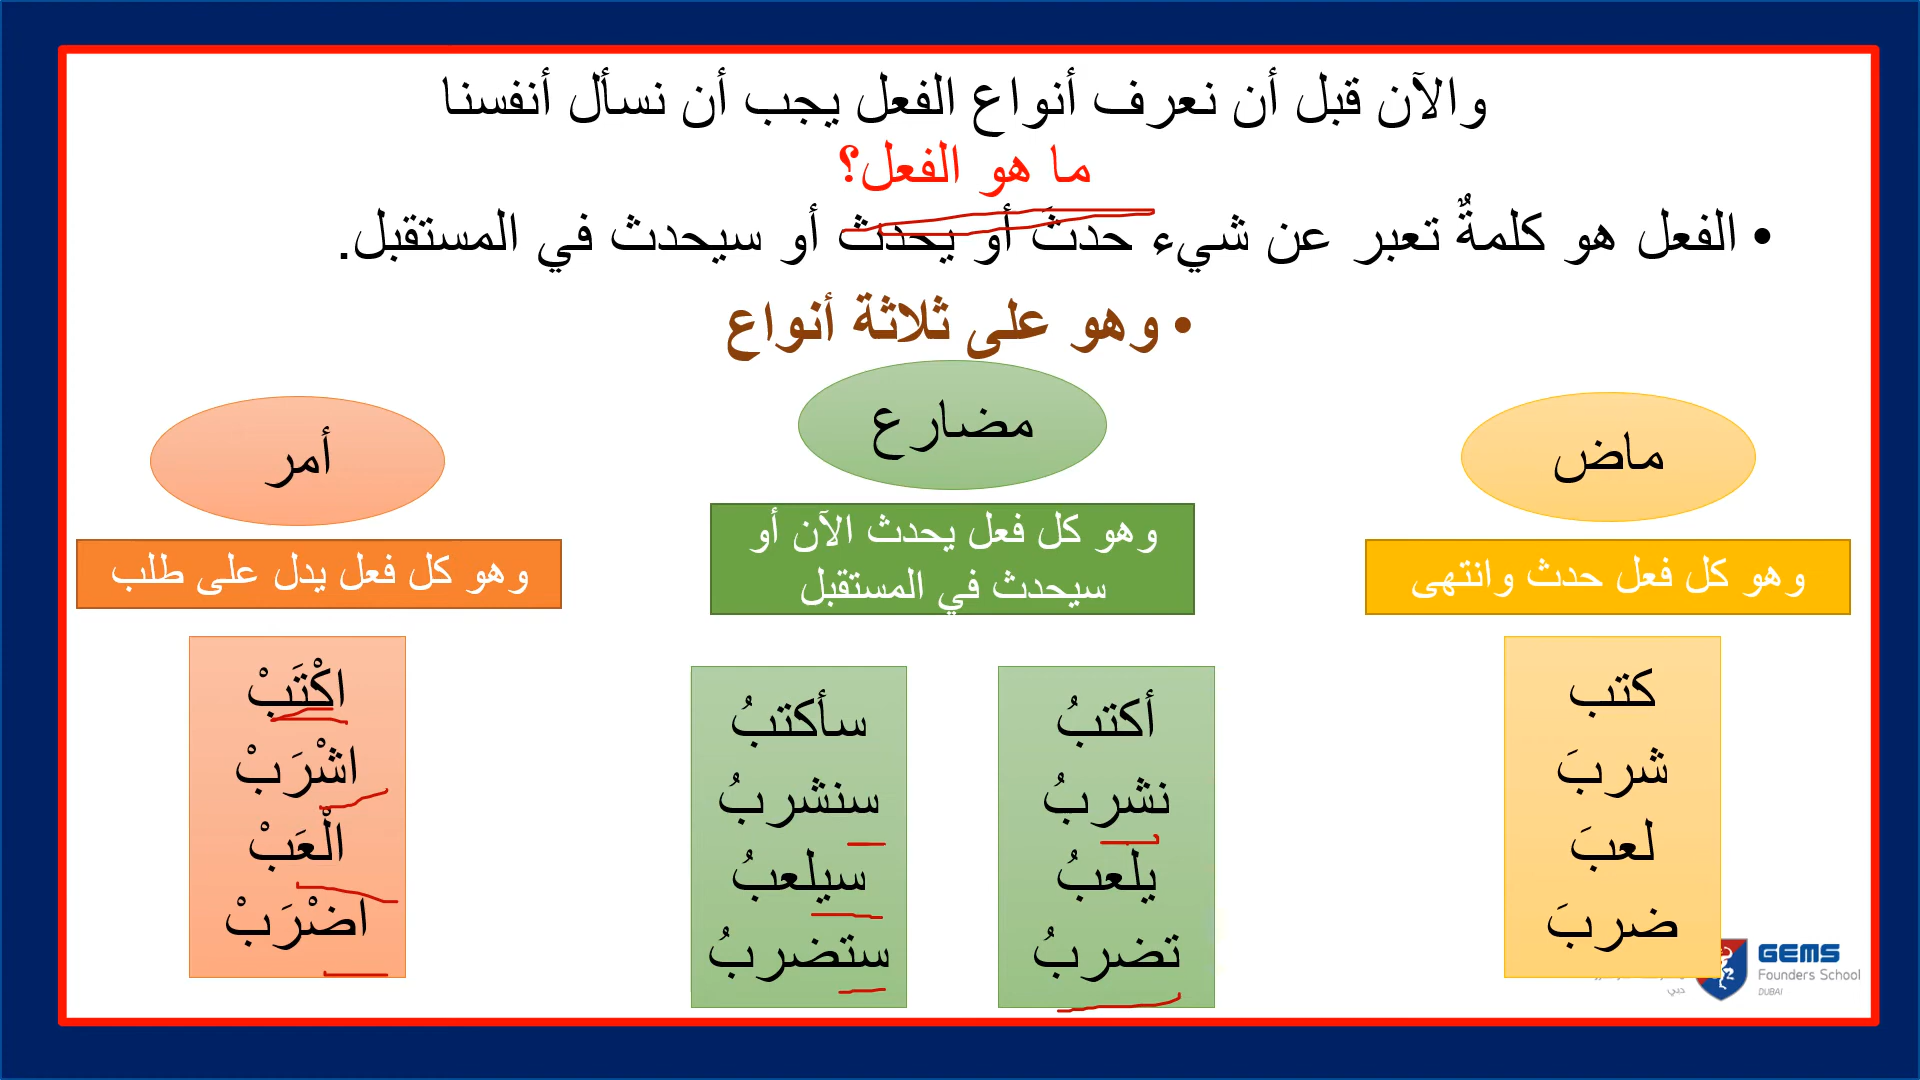 والآن قبل أن نعرف أنواع الفعل يجب أن نسأل أنفسنا
ما هو الفعل؟
• الفعل هو كلمةٌ تعبر عن شيء حدثَ أو يحدث أو سيحدث في المستقبل.
• وهو على ثلاثة أنواع
ماض
وهو كل فعل حدث وانتهى
كتب
شربَ
لعبَ
ضربَ
مضارع
وهو كل فعل يحدث الآن أو
سيحدث في المستقبل
أكتبُ
نشربُ
يلعبُ
تضربُ
سأكتبُ
سنشربُ
سيلعبُ
ستضربُ
أمر
وهو كل فعل يدل على طلب
اكْتَبْ
اشْرَبْ
الْعَبْ
اضْرَبْ
GEMS
Founders School
DUBAI
دبي